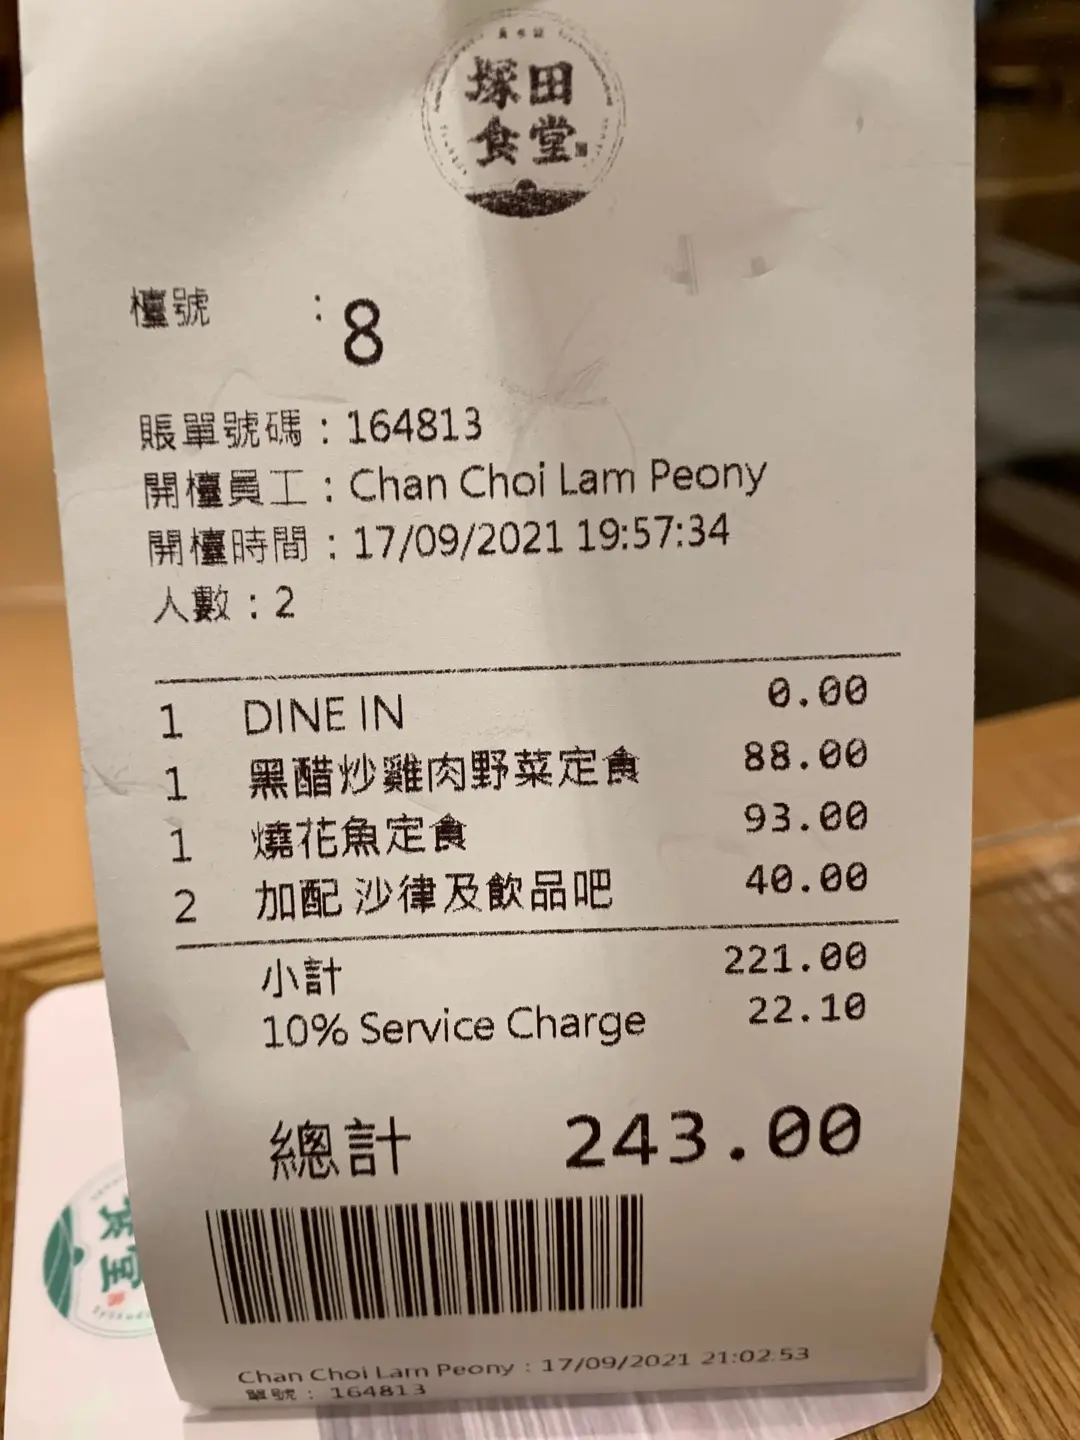 塚田
食堂
檯號 : 8
賬單號碼 : 164813
開檯員工 : Chan Choi Lam Peony
開檯時間 : 17/09/2021 19:57:34
人數 : 2
1 DINE IN 0.00
1 黑醋炒雞肉野菜定食 88.00
1 燒花魚定食 93.00
2 加配 沙律及飲品吧 40.00
小計 221.00
10% Service Charge 22.10
總計 243.00
Chan Choi Lam Peony : 17/09/2021 21:02:53
單號 : 164813
食堂